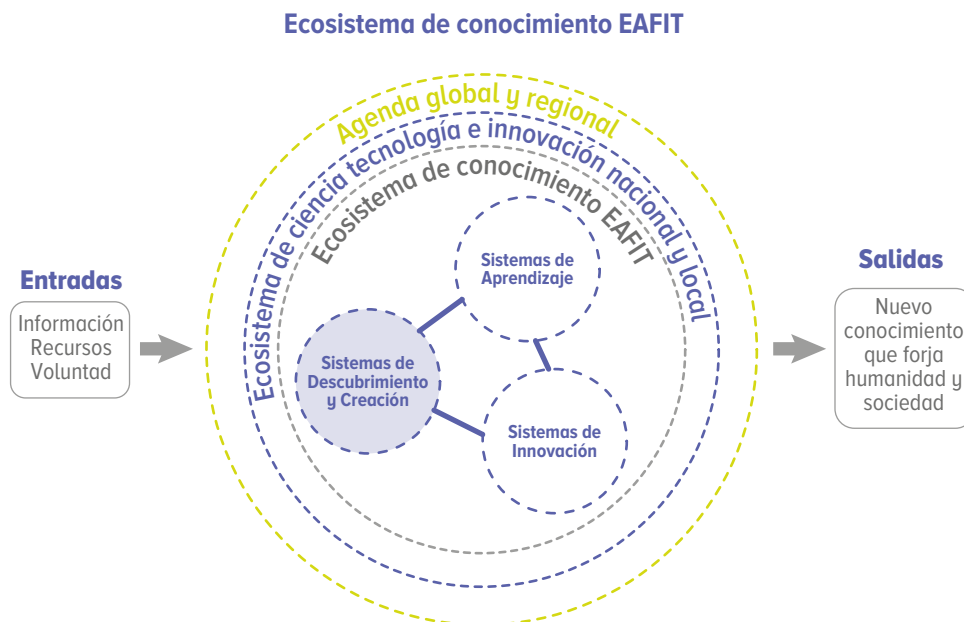 Ecosistema de conocimiento EAFIT
Agenda global y regional
Ecosistema de ciencia tecnología e innovación nacional y local
Ecosistema de conocimiento EAFIT
Entradas
Información
Recursos
Voluntad
Sistemas de
Aprendizaje
Sistemas de
Descubrimiento
y Creación
Sistemas de
Innovación
Salidas
Nuevo
conocimiento
que forja
humanidad y
sociedad